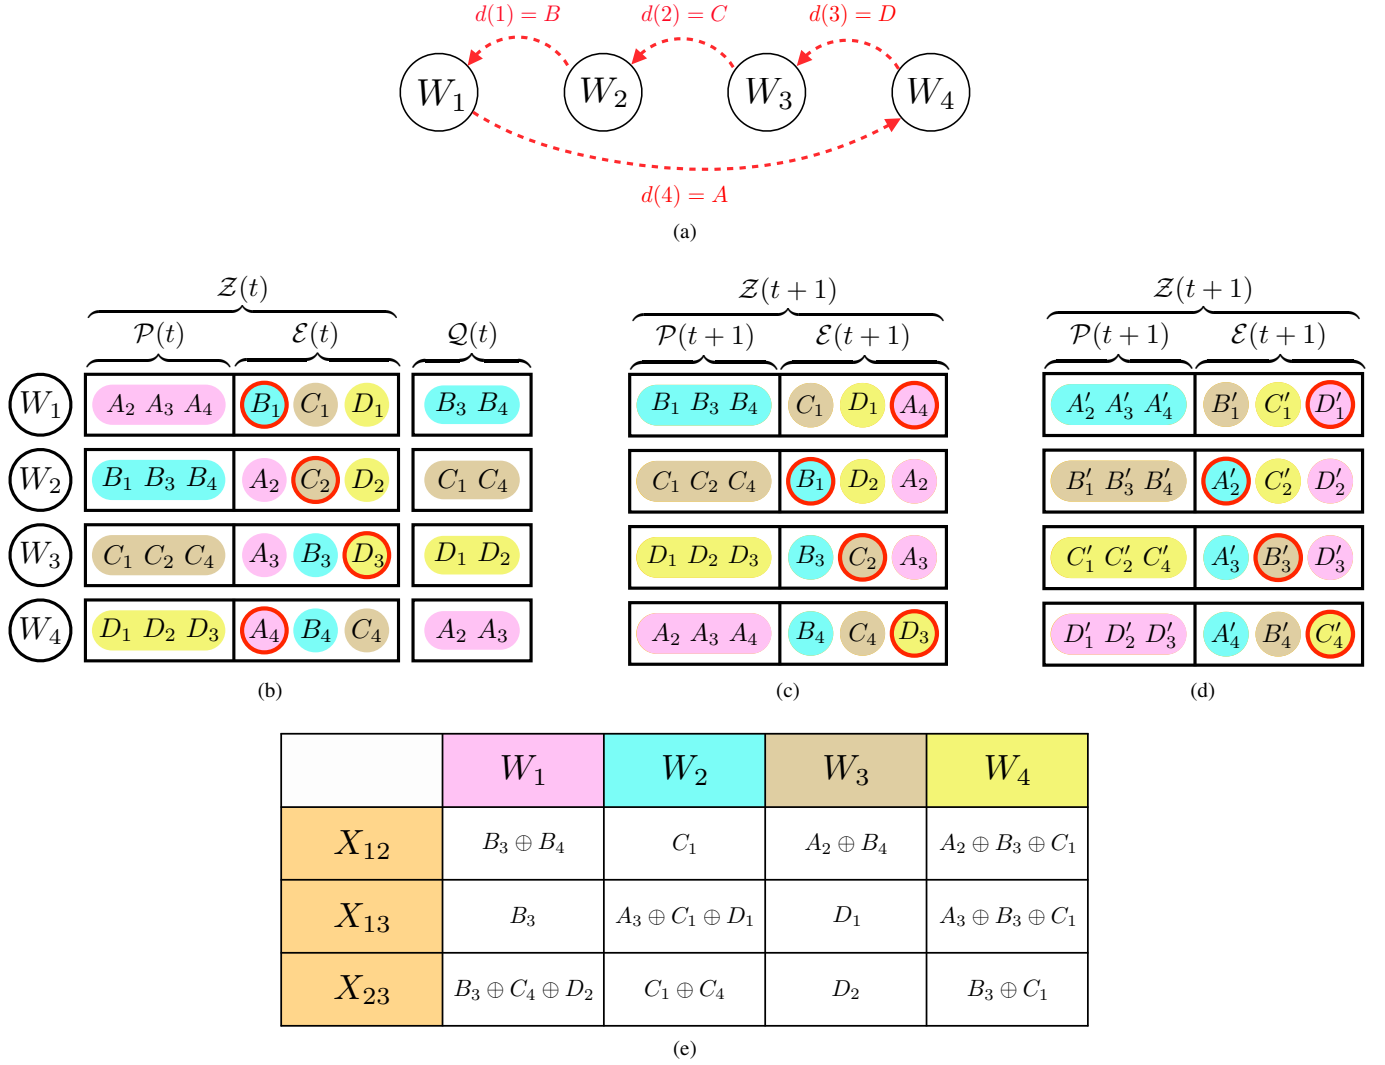 d(1) = B d(2) = C d(3) = D
W₁ W₂ W₃ W₄
d(4) = A
(a)
𝒵(t) 𝒵(t + 1) 𝒵(t + 1)
𝒫(t) ℰ(t) 𝒬(t) 𝒫(t + 1) ℰ(t + 1) 𝒫(t + 1) ℰ(t + 1)
W₁ A₂ A₃ A₄ B₁ C₁ D₁ B₃ B₄ B₁ B₃ B₄ C₁ D₁ A₄ A′₂ A′₃ A′₄ B′₁ C′₁ D′₁
W₂ B₁ B₃ B₄ A₂ C₂ D₂ C₁ C₄ C₁ C₂ C₄ B₁ D₂ A₂ B′₁ B′₃ B′₄ A′₂ C′₂ D′₂
W₃ C₁ C₂ C₄ A₃ B₃ D₃ D₁ D₂ D₁ D₂ D₃ B₃ C₂ A₃ C′₁ C′₂ C′₄ A′₃ B′₃ D′₃
W₄ D₁ D₂ D₃ A₄ B₄ C₄ A₂ A₃ A₂ A₃ A₄ B₄ C₄ D₃ D′₁ D′₂ D′₃ A′₄ B′₄ C′₄
(b) (c) (d)
W₁ W₂ W₃ W₄
X₁₂ B₃ ⊕ B₄ C₁ A₂ ⊕ B₄ A₂ ⊕ B₃ ⊕ C₁
X₁₃ B₃ A₃ ⊕ C₁ ⊕ D₁ D₁ A₃ ⊕ B₃ ⊕ C₁
X₂₃ B₃ ⊕ C₄ ⊕ D₂ C₁ ⊕ C₄ D₂ B₃ ⊕ C₁
(e)